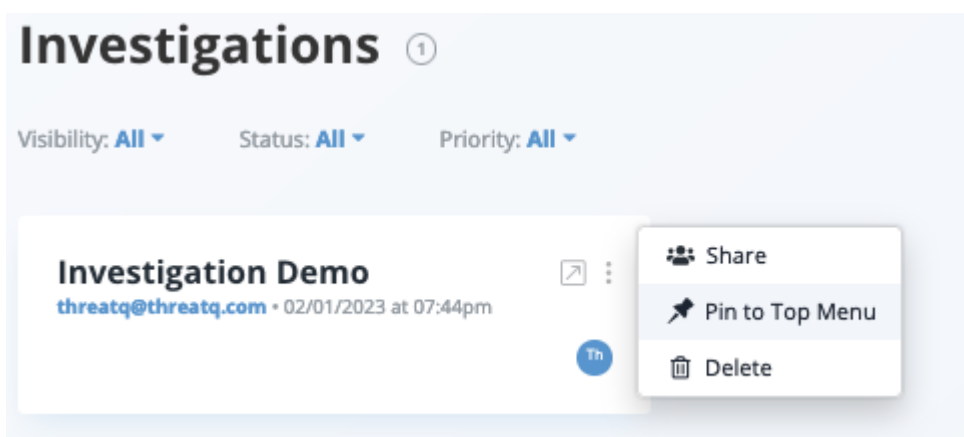 Investigations 1
Visibility: All Status: All Priority: All
Investigation Demo
threatq@threatq.com • 02/01/2023 at 07:44pm
Th
Share
Pin to Top Menu
Delete